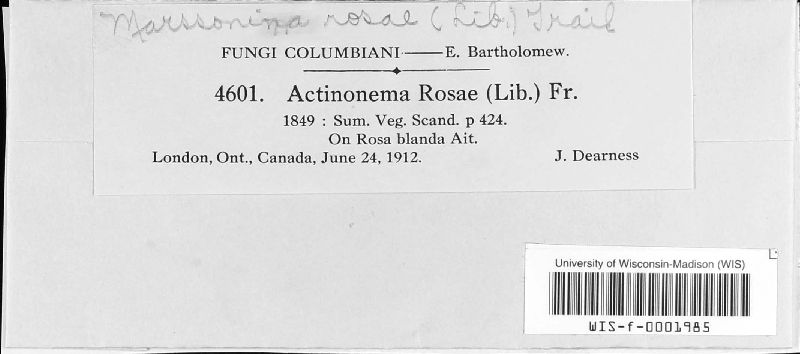 Marssonina rosae (Lib.) Trail
FUNGI COLUMBIANI — E. Bartholomew.
4601. Actinonema Rosae (Lib.) Fr.
1849 : Sum. Veg. Scand. p 424.
On Rosa blanda Ait.
London, Ont., Canada, June 24, 1912. J. Dearness
University of Wisconsin-Madison (WIS)
WIS-f-0001985